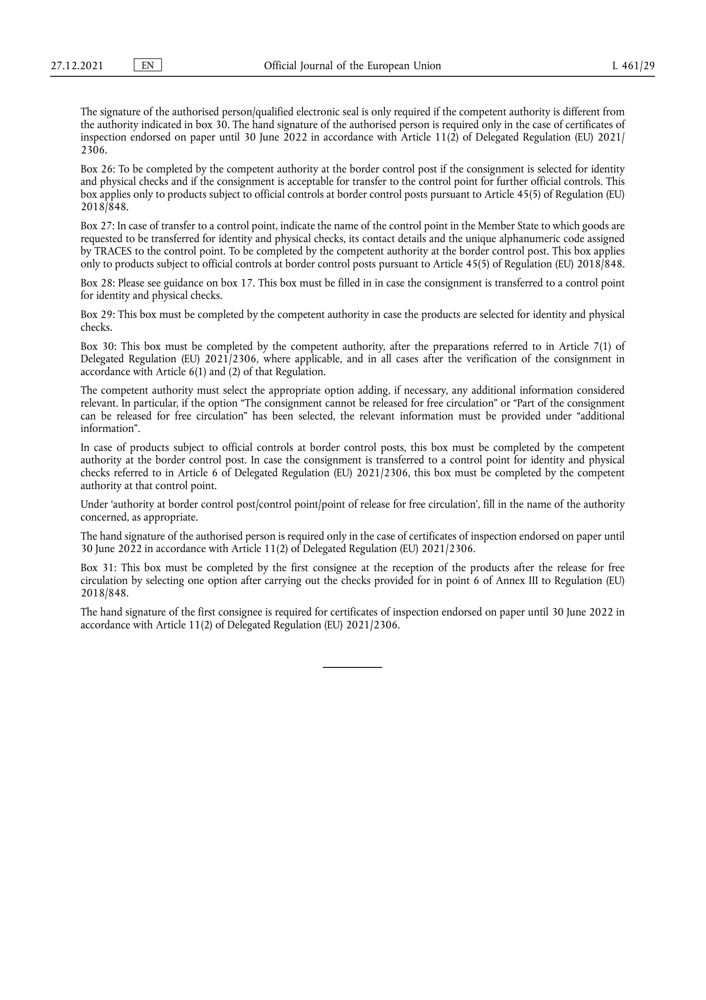 27.12.2021 EN Official Journal of the European Union L 461/29
The signature of the authorised person/qualified electronic seal is only required if the competent authority is different from
the authority indicated in box 30. The hand signature of the authorised person is required only in the case of certificates of
inspection endorsed on paper until 30 June 2022 in accordance with Article 11(2) of Delegated Regulation (EU) 2021/
2306.
Box 26: To be completed by the competent authority at the border control post if the consignment is selected for identity
and physical checks and if the consignment is acceptable for transfer to the control point for further official controls. This
box applies only to products subject to official controls at border control posts pursuant to Article 45(5) of Regulation (EU)
2018/848.
Box 27: In case of transfer to a control point, indicate the name of the control point in the Member State to which goods are
requested to be transferred for identity and physical checks, its contact details and the unique alphanumeric code assigned
by TRACES to the control point. To be completed by the competent authority at the border control post. This box applies
only to products subject to official controls at border control posts pursuant to Article 45(5) of Regulation (EU) 2018/848.
Box 28: Please see guidance on box 17. This box must be filled in in case the consignment is transferred to a control point
for identity and physical checks.
Box 29: This box must be completed by the competent authority in case the products are selected for identity and physical
checks.
Box 30: This box must be completed by the competent authority, after the preparations referred to in Article 7(1) of
Delegated Regulation (EU) 2021/2306, where applicable, and in all cases after the verification of the consignment in
accordance with Article 6(1) and (2) of that Regulation.
The competent authority must select the appropriate option adding, if necessary, any additional information considered
relevant. In particular, if the option “The consignment cannot be released for free circulation” or “Part of the consignment
can be released for free circulation” has been selected, the relevant information must be provided under “additional
information”.
In case of products subject to official controls at border control posts, this box must be completed by the competent
authority at the border control post. In case the consignment is transferred to a control point for identity and physical
checks referred to in Article 6 of Delegated Regulation (EU) 2021/2306, this box must be completed by the competent
authority at that control point.
Under ‘authority at border control post/control point/point of release for free circulation’, fill in the name of the authority
concerned, as appropriate.
The hand signature of the authorised person is required only in the case of certificates of inspection endorsed on paper until
30 June 2022 in accordance with Article 11(2) of Delegated Regulation (EU) 2021/2306.
Box 31: This box must be completed by the first consignee at the reception of the products after the release for free
circulation by selecting one option after carrying out the checks provided for in point 6 of Annex III to Regulation (EU)
2018/848.
The hand signature of the first consignee is required for certificates of inspection endorsed on paper until 30 June 2022 in
accordance with Article 11(2) of Delegated Regulation (EU) 2021/2306.